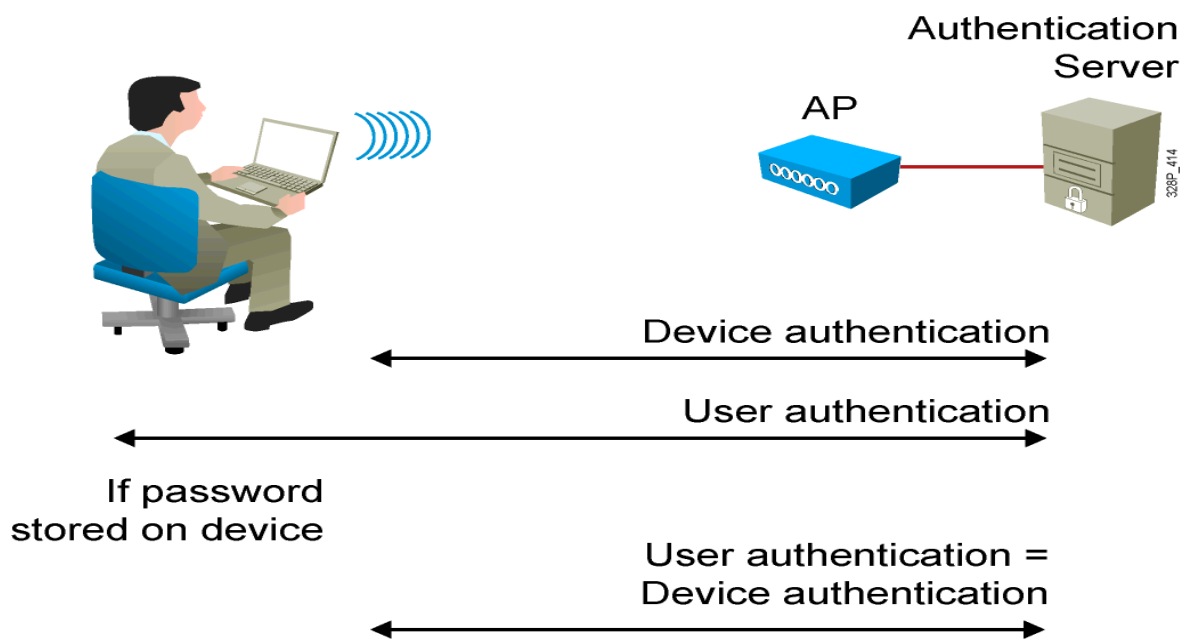 Authentication
Server
AP
328P_414
Device authentication
User authentication
If password
stored on device
User authentication =
Device authentication